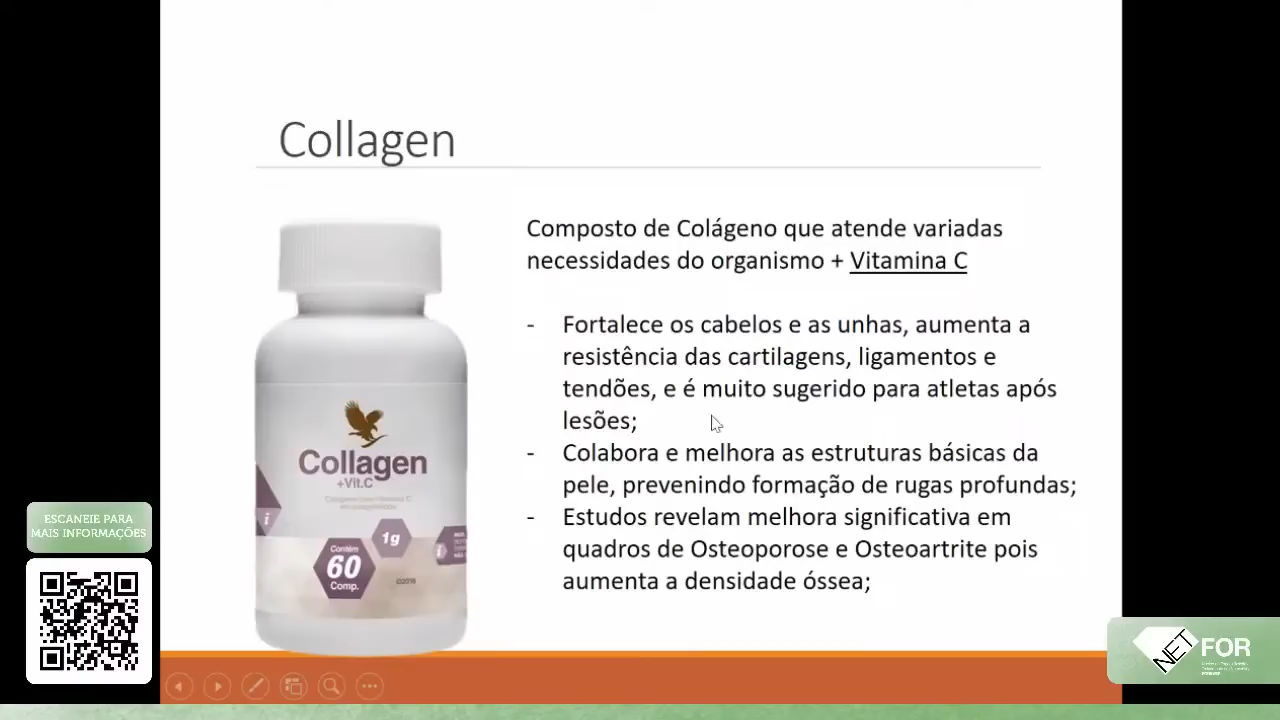 Collagen
Composto de Colágeno que atende variadas
necessidades do organismo + Vitamina C
- Fortalece os cabelos e as unhas, aumenta a
resistência das cartilagens, ligamentos e
tendões, e é muito sugerido para atletas após
lesões;
- Colabora e melhora as estruturas básicas da
pele, prevenindo formação de rugas profundas;
- Estudos revelam melhora significativa em
quadros de Osteoporose e Osteoartrite pois
aumenta a densidade óssea;
Collagen
+Vit.C
1g
Contém
60
Comp.
ESCANEIE PARA
MAIS INFORMAÇÕES
NET
FOR